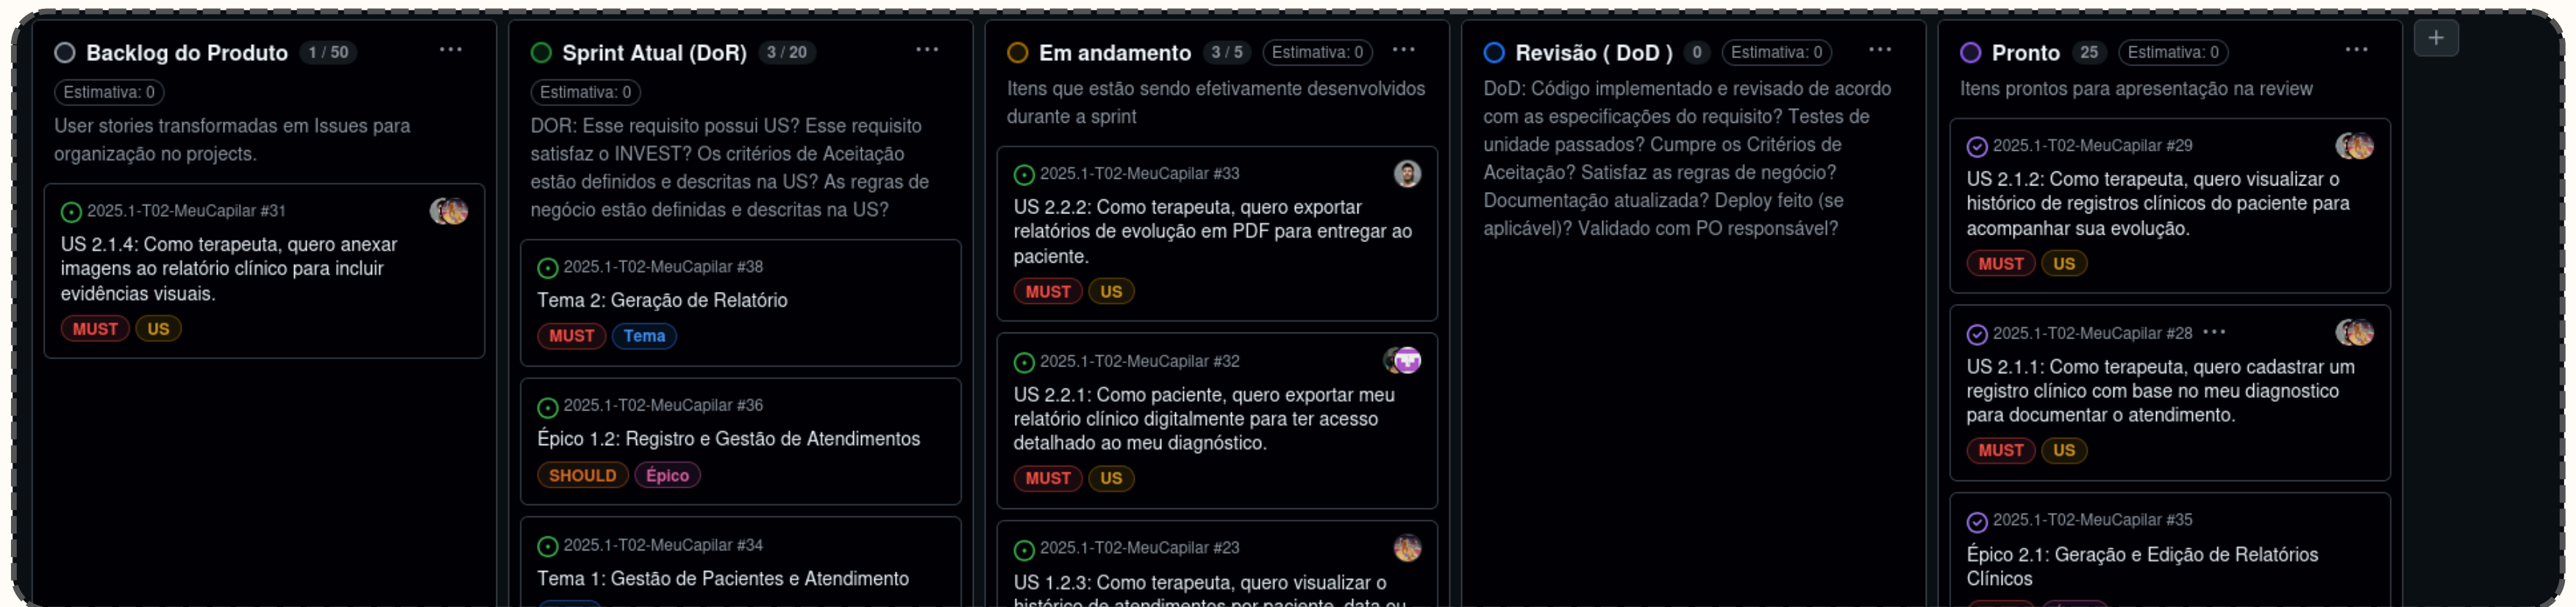 Backlog do Produto 1 / 50
Estimativa: 0
User stories transformadas em Issues para
organização no projects.
2025.1-T02-MeuCapilar #31
US 2.1.4: Como terapeuta, quero anexar
imagens ao relatório clínico para incluir
evidências visuais.
MUST US
Sprint Atual (DoR) 3 / 20
Estimativa: 0
DOR: Esse requisito possui US? Esse requisito
satisfaz o INVEST? Os critérios de Aceitação
estão definidos e descritas na US? As regras de
negócio estão definidas e descritas na US?
2025.1-T02-MeuCapilar #38
Tema 2: Geração de Relatório
MUST Tema
2025.1-T02-MeuCapilar #36
Épico 1.2: Registro e Gestão de Atendimentos
SHOULD Épico
2025.1-T02-MeuCapilar #34
Tema 1: Gestão de Pacientes e Atendimento
Em andamento 3 / 5 Estimativa: 0
Itens que estão sendo efetivamente desenvolvidos
durante a sprint
2025.1-T02-MeuCapilar #33
US 2.2.2: Como terapeuta, quero exportar
relatórios de evolução em PDF para entregar ao
paciente.
MUST US
2025.1-T02-MeuCapilar #32
US 2.2.1: Como paciente, quero exportar meu
relatório clínico digitalmente para ter acesso
detalhado ao meu diagnóstico.
MUST US
2025.1-T02-MeuCapilar #23
US 1.2.3: Como terapeuta, quero visualizar o
histórico de atendimentos por paciente, data ou
Revisão ( DoD ) 0 Estimativa: 0
DoD: Código implementado e revisado de acordo
com as especificações do requisito? Testes de
unidade passados? Cumpre os Critérios de
Aceitação? Satisfaz as regras de negócio?
Documentação atualizada? Deploy feito (se
aplicável)? Validado com PO responsável?
Pronto 25 Estimativa: 0
Itens prontos para apresentação na review
2025.1-T02-MeuCapilar #29
US 2.1.2: Como terapeuta, quero visualizar o
histórico de registros clínicos do paciente para
acompanhar sua evolução.
MUST US
2025.1-T02-MeuCapilar #28
US 2.1.1: Como terapeuta, quero cadastrar um
registro clínico com base no meu diagnostico
para documentar o atendimento.
MUST US
2025.1-T02-MeuCapilar #35
Épico 2.1: Geração e Edição de Relatórios
Clínicos